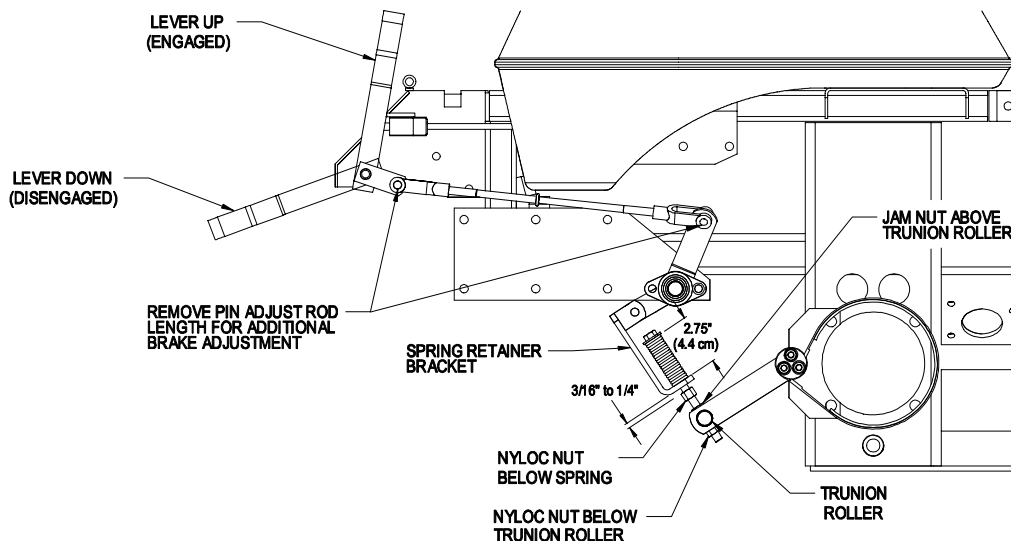 LEVER UP
(ENGAGED)
LEVER DOWN
(DISENGAGED)
JAM NUT ABOVE
TRUNION ROLLER
REMOVE PIN ADJUST ROD
LENGTH FOR ADDITIONAL
BRAKE ADJUSTMENT
2.75"
(4.4 cm)
SPRING RETAINER
BRACKET
3/16" to 1/4"
NYLOC NUT
BELOW SPRING
TRUNION
ROLLER
NYLOC NUT BELOW
TRUNION ROLLER